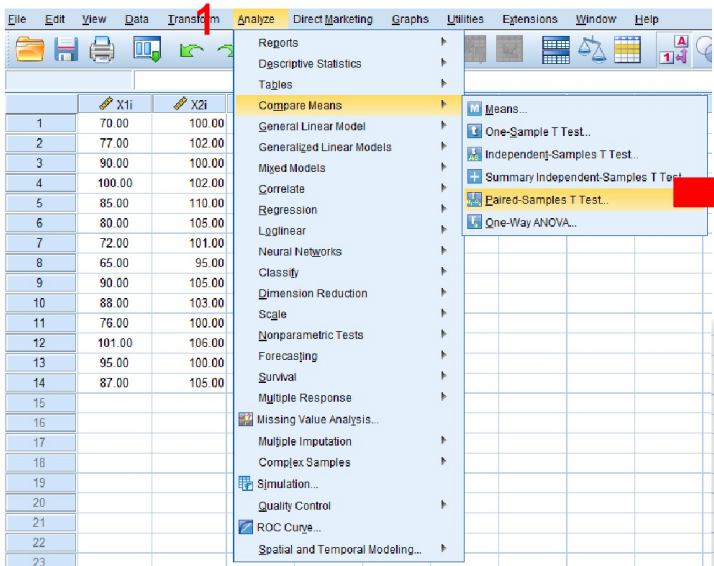 File Edit View Data Transform Analyze Direct Marketing Graphs Utilities Extensions Window Help
1
Reports
Descriptive Statistics
Tables
Compare Means
General Linear Model
Generalized Linear Models
Mixed Models
Correlate
Regression
Loglinear
Neural Networks
Classify
Dimension Reduction
Scale
Nonparametric Tests
Forecasting
Survival
Multiple Response
Missing Value Analysis...
Multiple Imputation
Complex Samples
Simulation...
Quality Control
ROC Curve...
Spatial and Temporal Modeling...
Means...
One-Sample T Test...
Independent-Samples T Test...
Summary Independent-Samples T Test
Paired-Samples T Test...
One-Way ANOVA...
X1i X2i
1 70.00 100.00
2 77.00 102.00
3 90.00 100.00
4 100.00 102.00
5 85.00 110.00
6 80.00 105.00
7 72.00 101.00
8 65.00 95.00
9 90.00 105.00
10 88.00 103.00
11 76.00 100.00
12 101.00 106.00
13 95.00 100.00
14 87.00 105.00
15
16
17
18
19
20
21
22
23